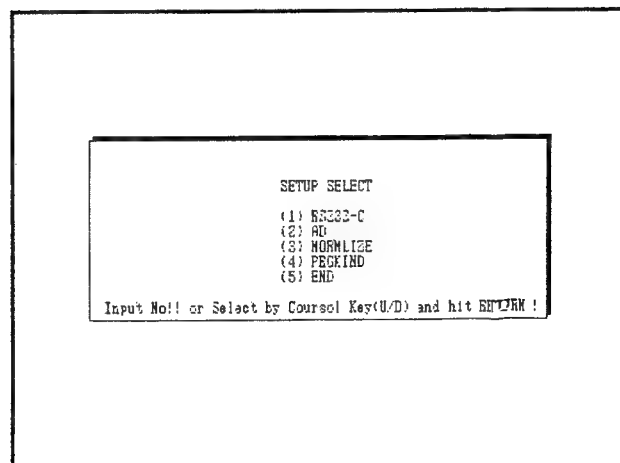 SETUP SELECT
(1) RS232-C
(2) AD
(3) NORMLIZE
(4) PEGKIND
(5) END
Input No!! or Select by Coursol Key(U/D) and hit RETURN !